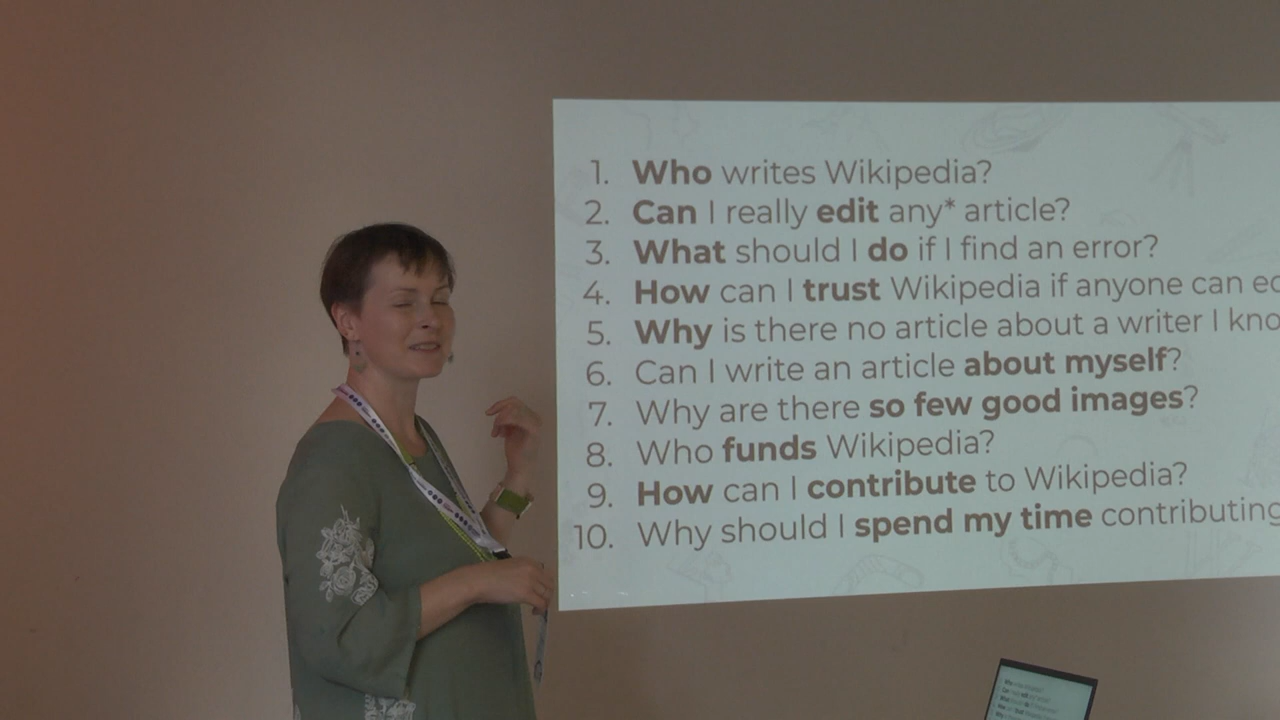 1. Who writes Wikipedia?
2. Can I really edit any* article?
3. What should I do if I find an error?
4. How can I trust Wikipedia if anyone can
5. Why is there no article about a writer I
6. Can I write an article about myself?
7. Why are there so few good images?
8. Who funds Wikipedia?
9. How can I contribute to Wikipedia?
10. Why should I spend my time contributing